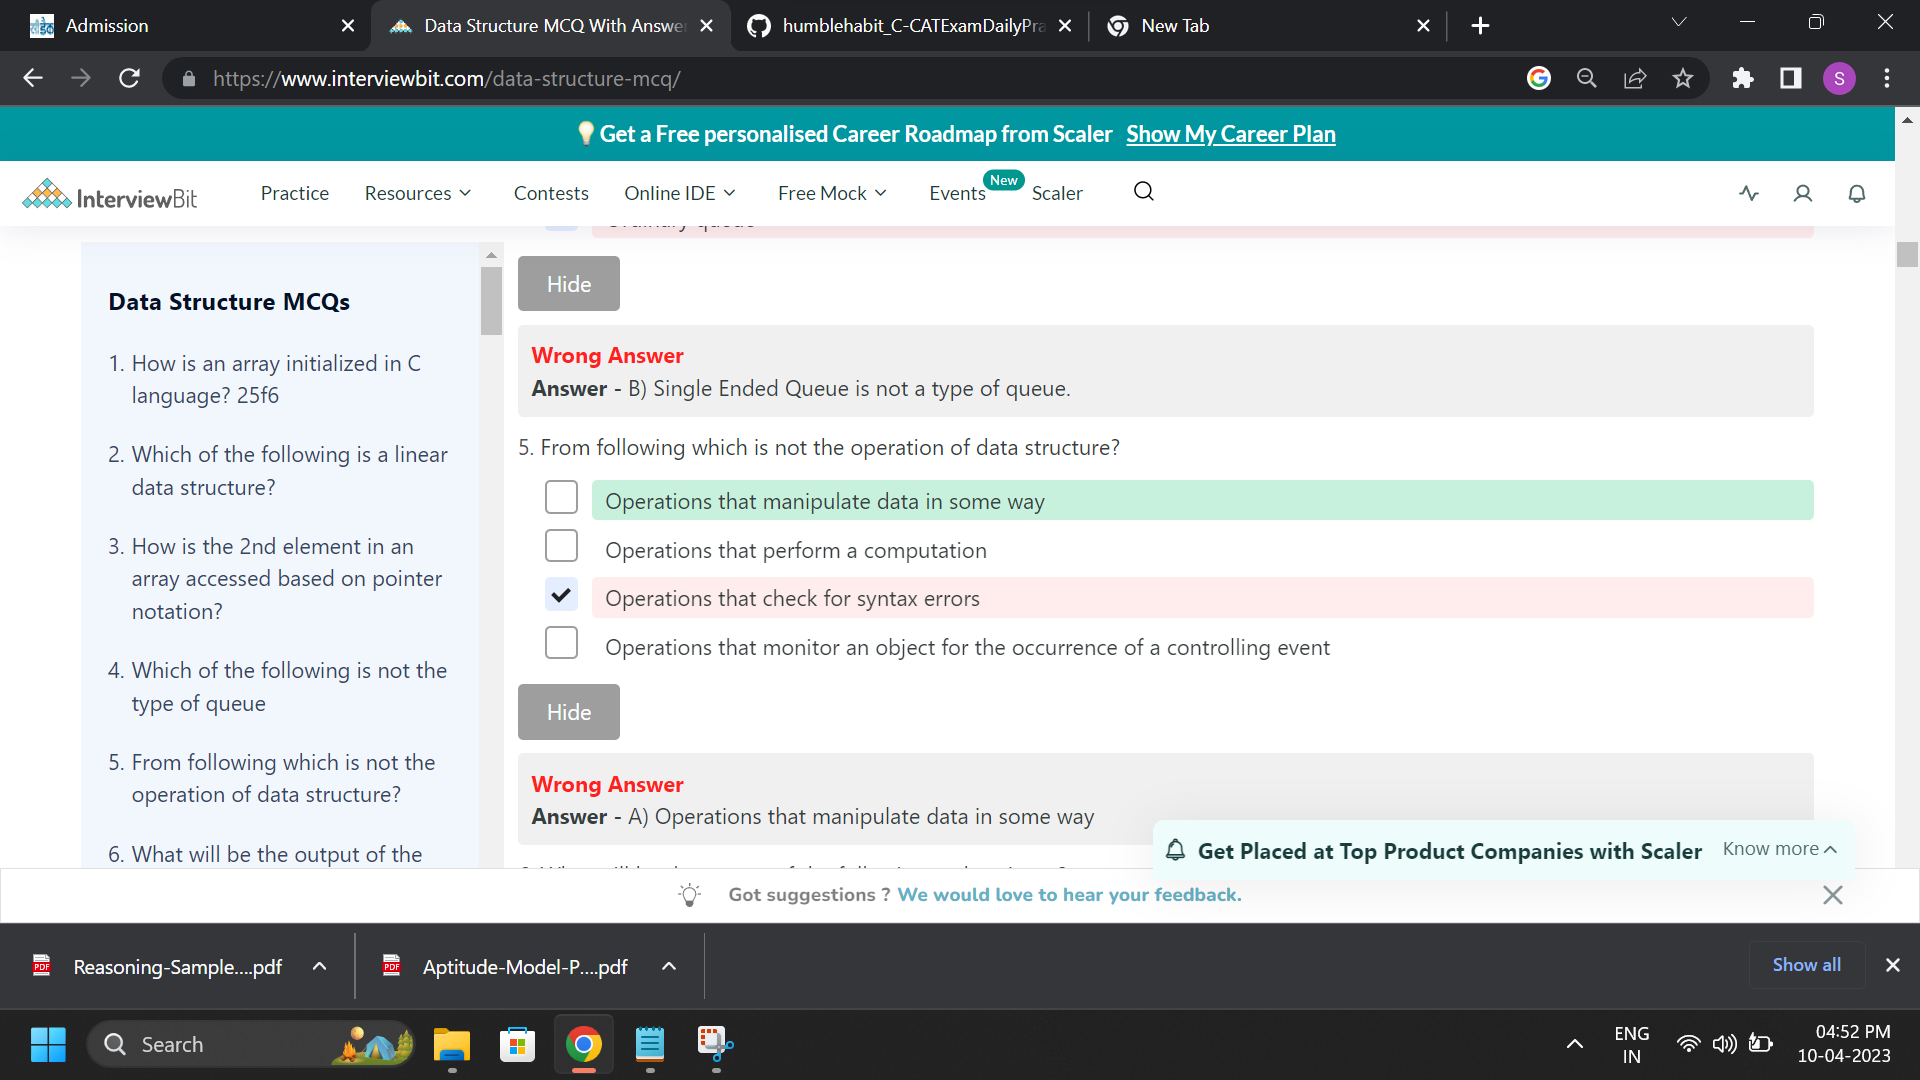 Admission
Data Structure MCQ With Answe
humblehabit_C-CATExamDailyPra
New Tab
https://www.interviewbit.com/data-structure-mcq/
S
Get a Free personalised Career Roadmap from Scaler Show My Career Plan
InterviewBit
Practice
Resources
Contests
Online IDE
Free Mock
Events
New
Scaler
Ordinary queue
Data Structure MCQs
1. How is an array initialized in C
language? 25f6
2. Which of the following is a linear
data structure?
3. How is the 2nd element in an
array accessed based on pointer
notation?
4. Which of the following is not the
type of queue
5. From following which is not the
operation of data structure?
6. What will be the output of the
Hide
Wrong Answer
Answer - B) Single Ended Queue is not a type of queue.
5. From following which is not the operation of data structure?
Operations that manipulate data in some way
Operations that perform a computation
Operations that check for syntax errors
Operations that monitor an object for the occurrence of a controlling event
Hide
Wrong Answer
Answer - A) Operations that manipulate data in some way
Get Placed at Top Product Companies with Scaler Know more
Got suggestions ? We would love to hear your feedback.
PDF
Reasoning-Sample....pdf
PDF
Aptitude-Model-P....pdf
Show all
Search
ENG
IN
04:52 PM
10-04-2023